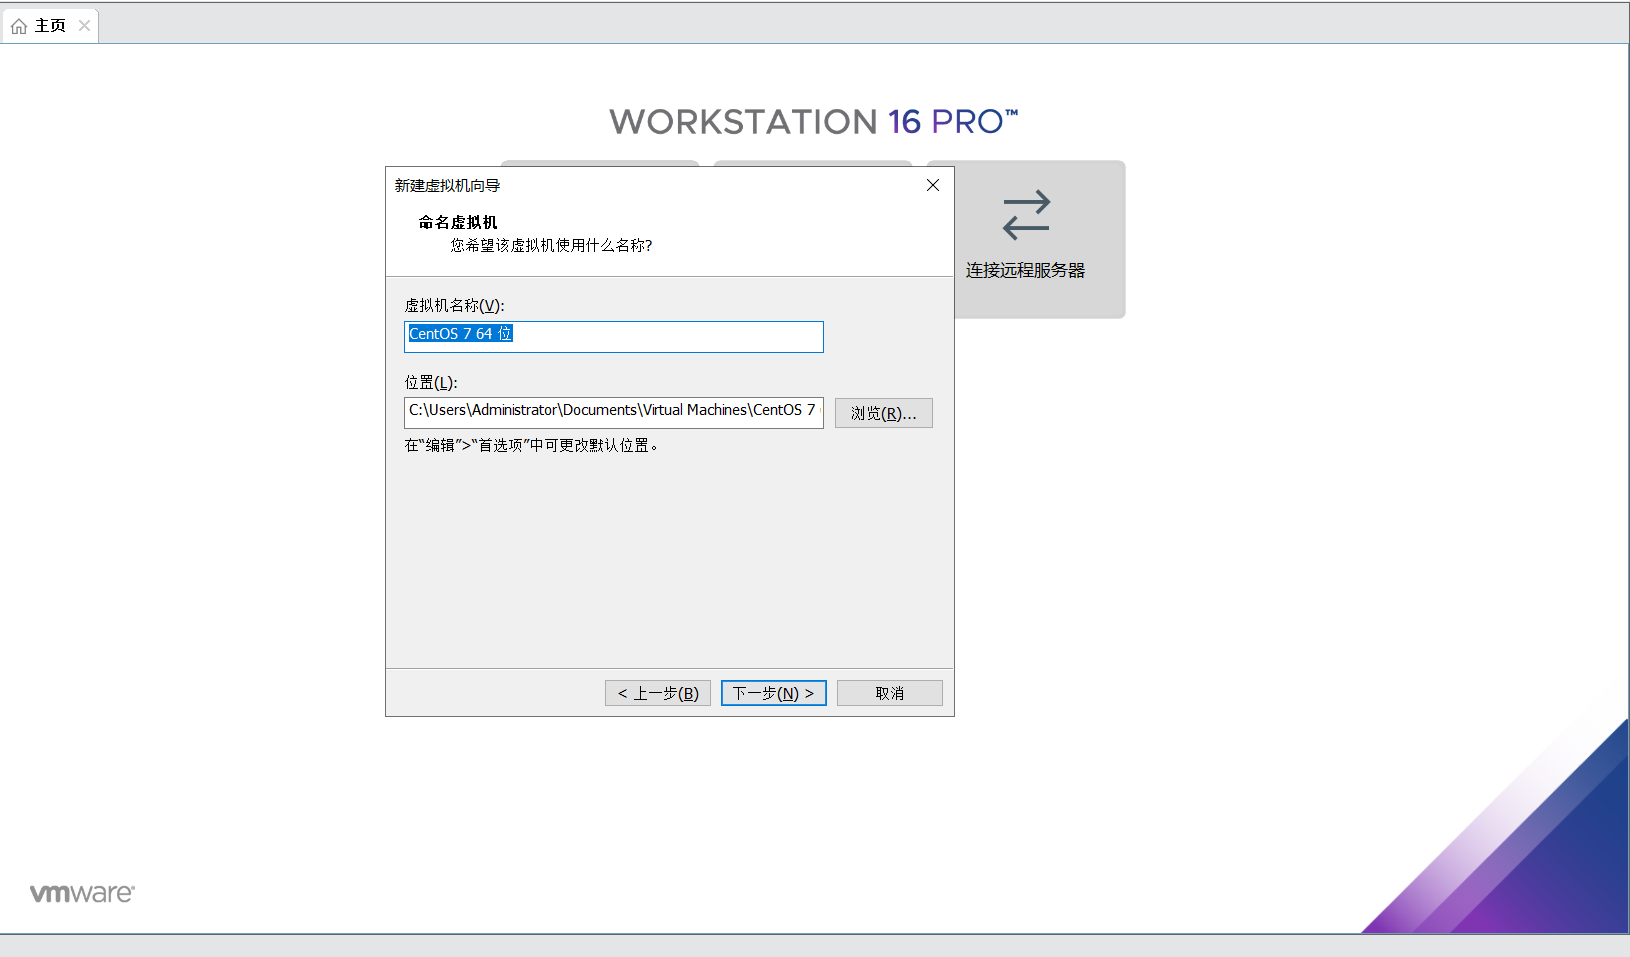 主页
WORKSTATION 16 PRO™
新建虚拟机向导
命名虚拟机
您希望该虚拟机使用什么名称?
连接远程服务器
虚拟机名称(V):
CentOS 7 64 位
位置(L):
C:\Users\Administrator\Documents\Virtual Machines\CentOS 7
浏览(R)...
在“编辑”>“首选项”中可更改默认位置。
< 上一步(B)
下一步(N) >
取消
vmware®